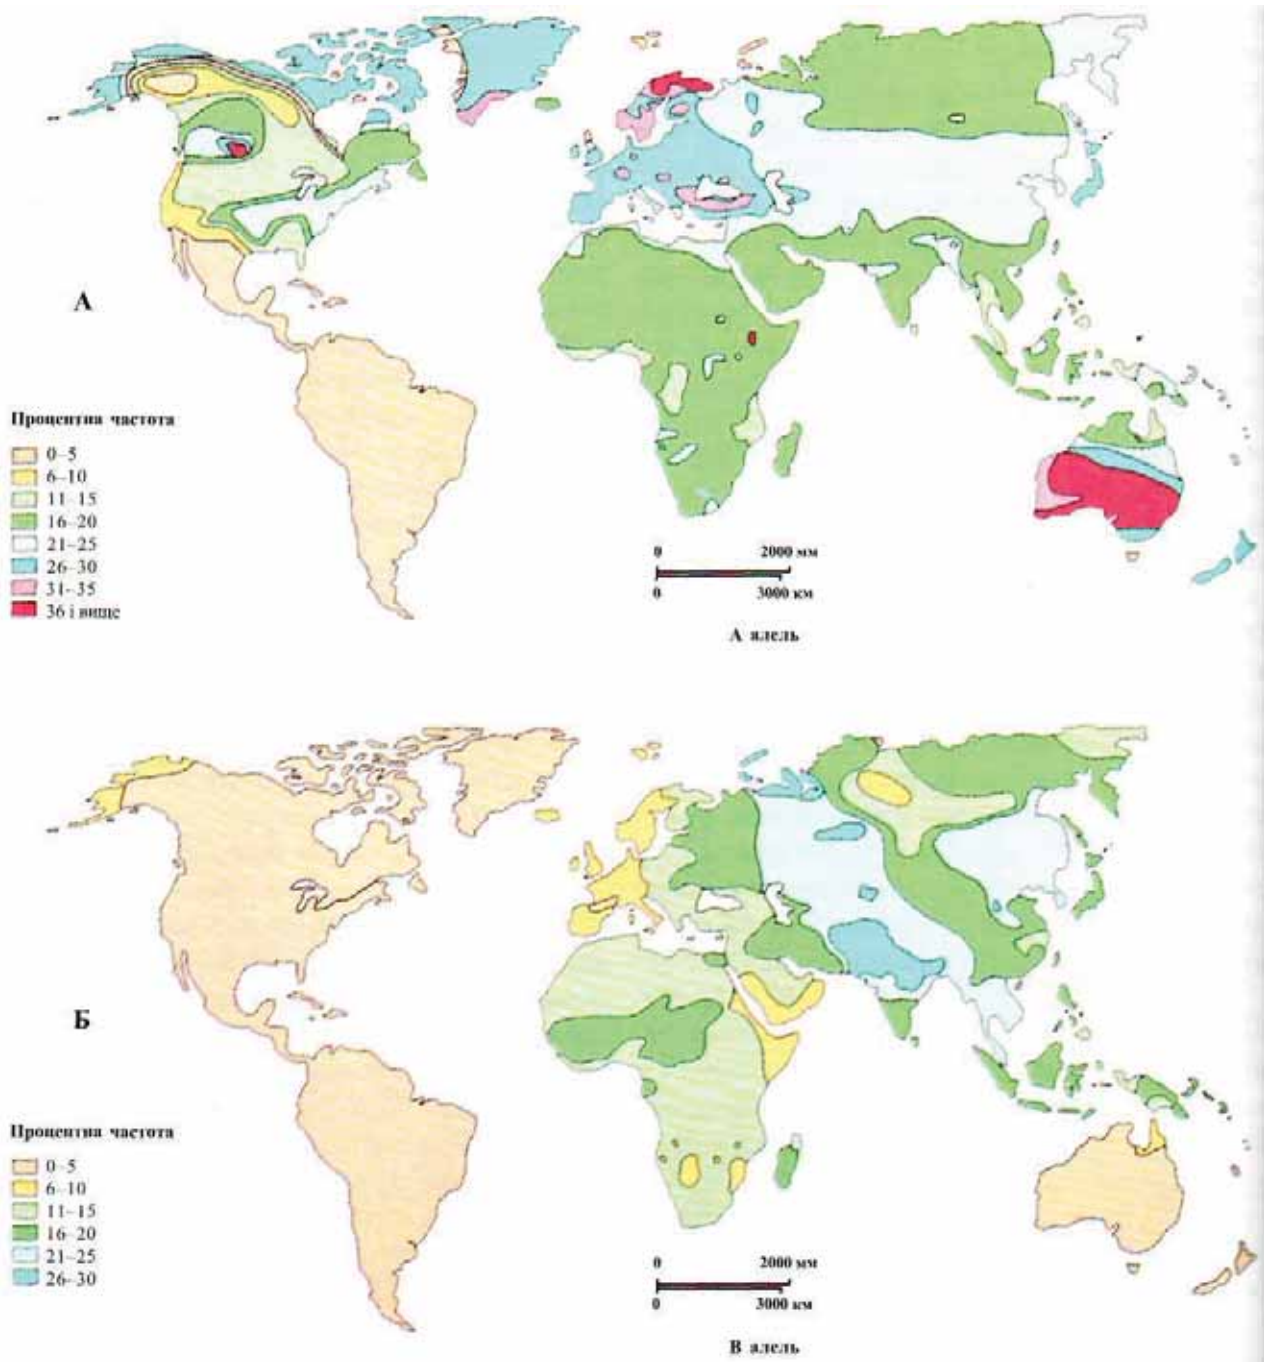 А
Процентна частота
0–5
6–10
11–15
16–20
21–25
26–30
31–35
36 і вище
0 2000 мм
0 3000 км
А алель
Б
Процентна частота
0–5
6–10
11–15
16–20
21–25
26–30
0 2000 мм
0 3000 км
В алель